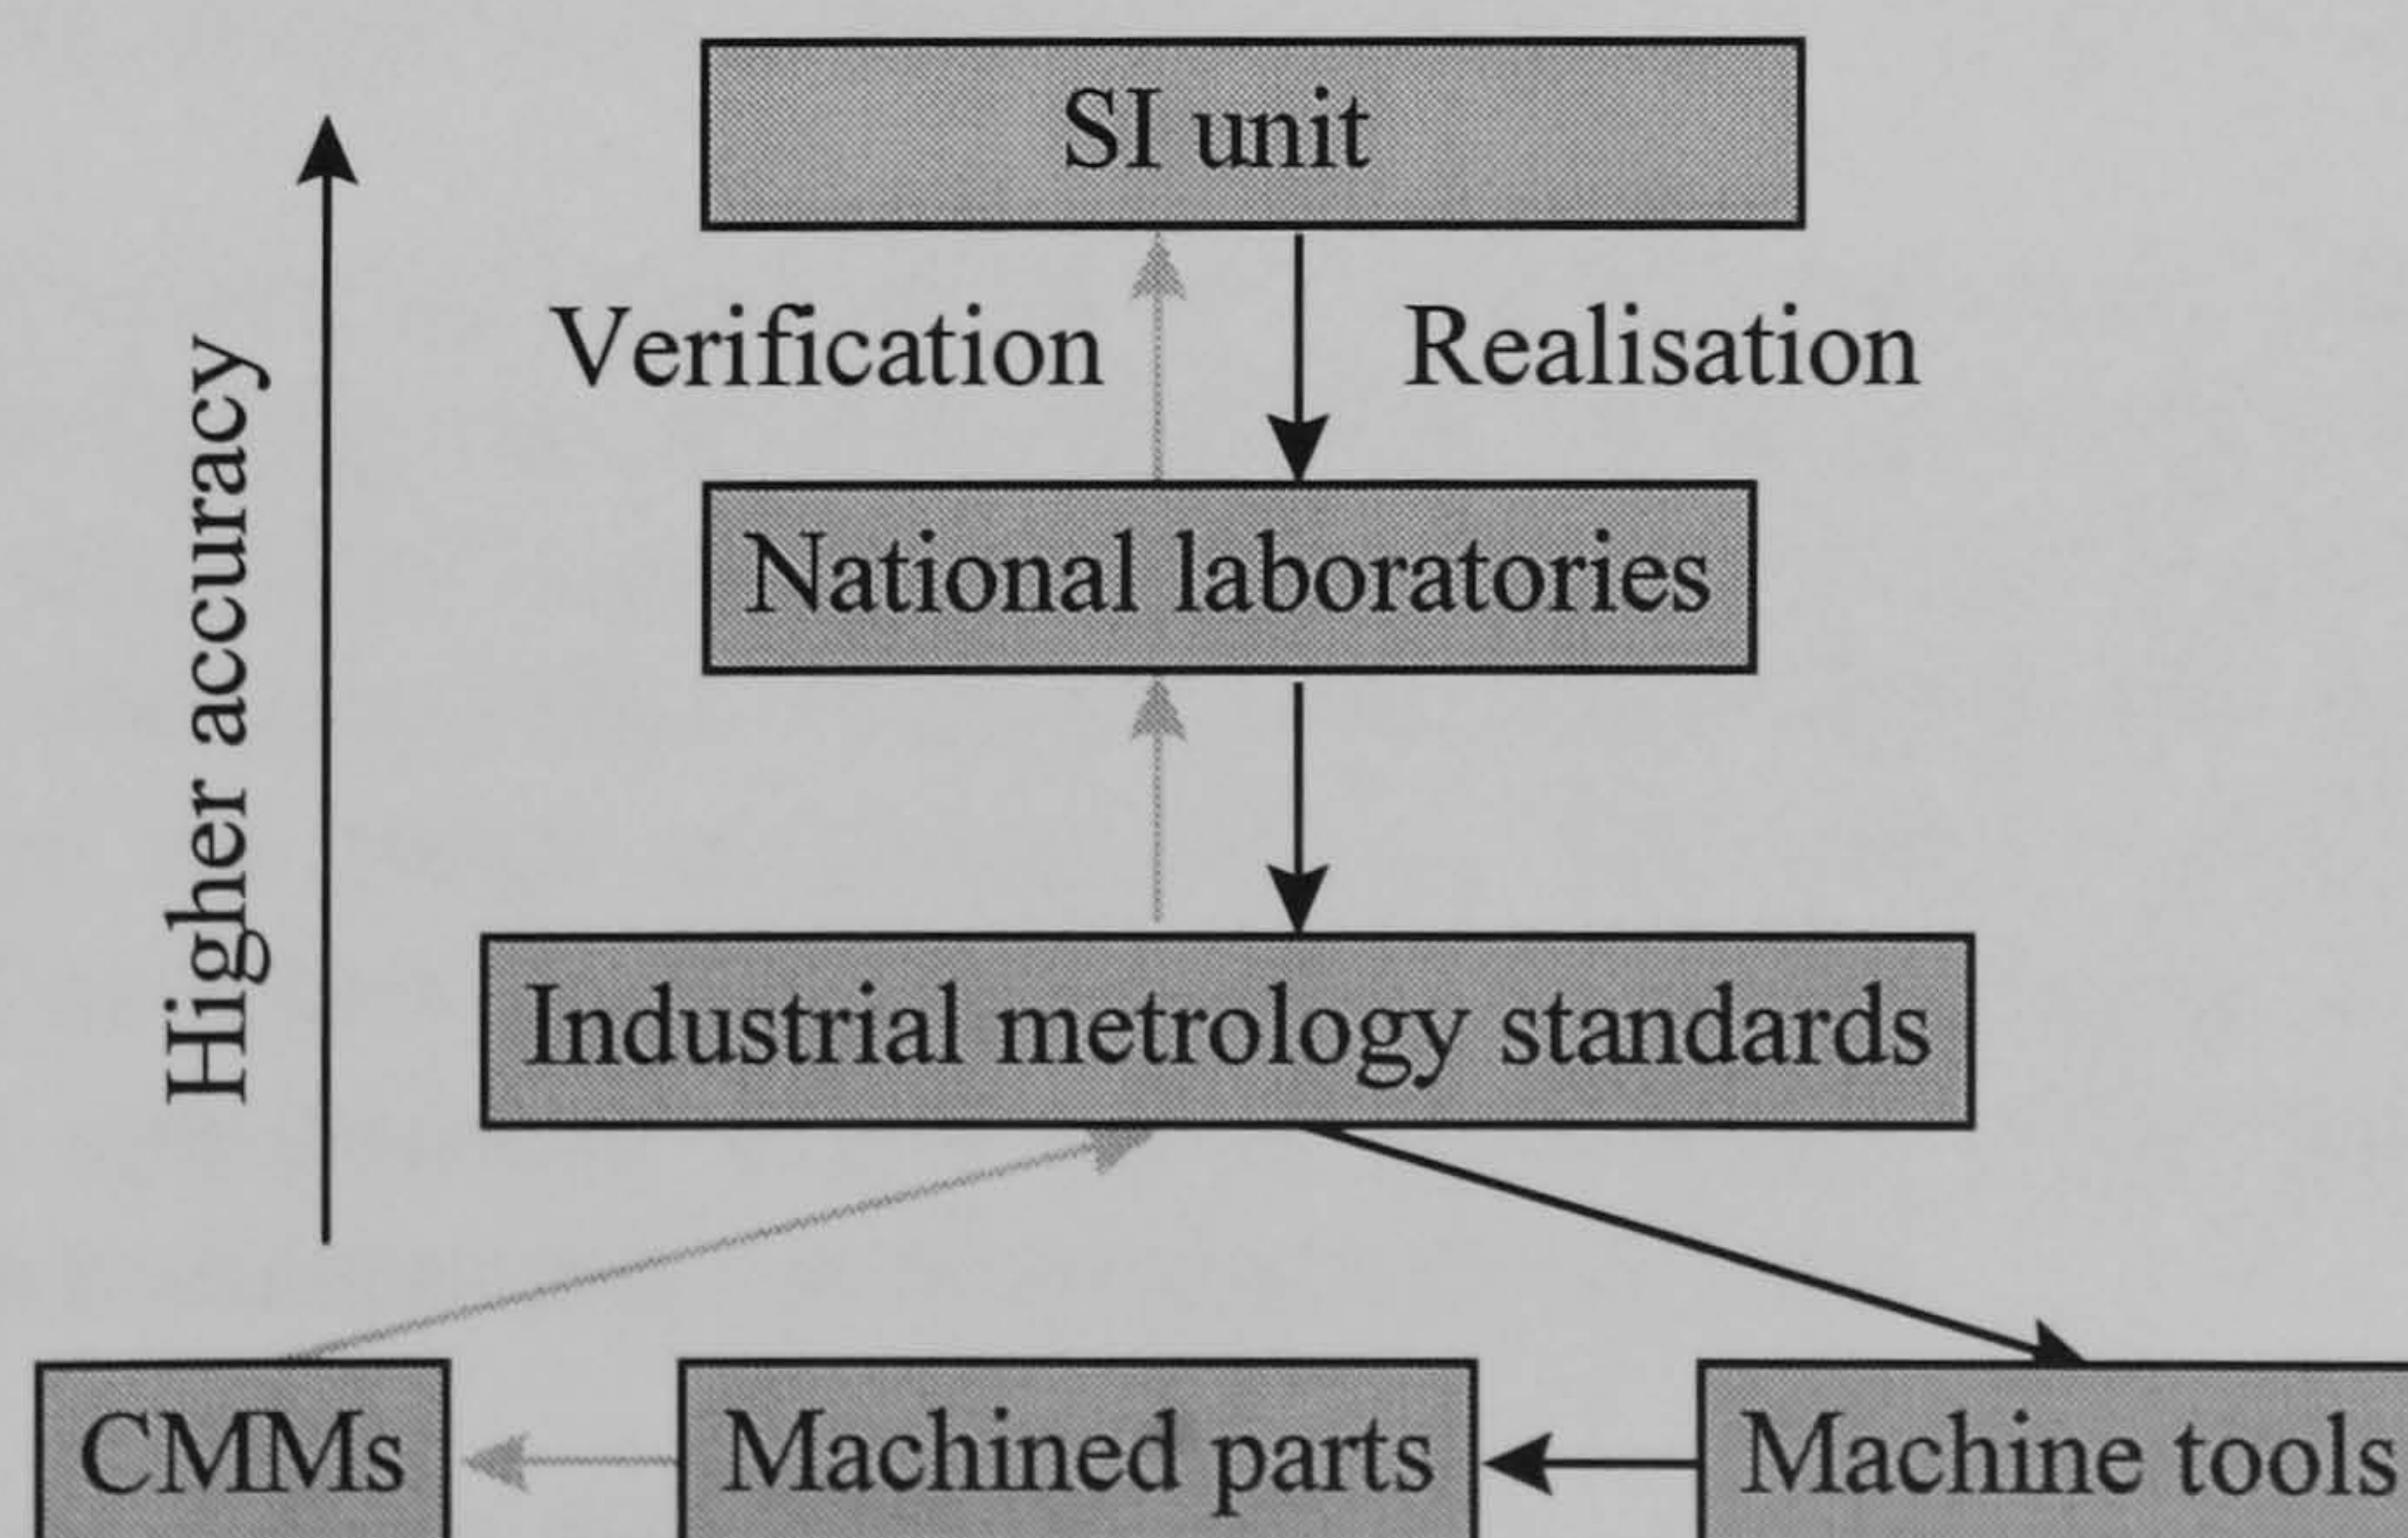 SI unit
Verification
Realisation
Higher accuracy
National laboratories
Industrial metrology standards
CMMs
Machined parts
Machine tools